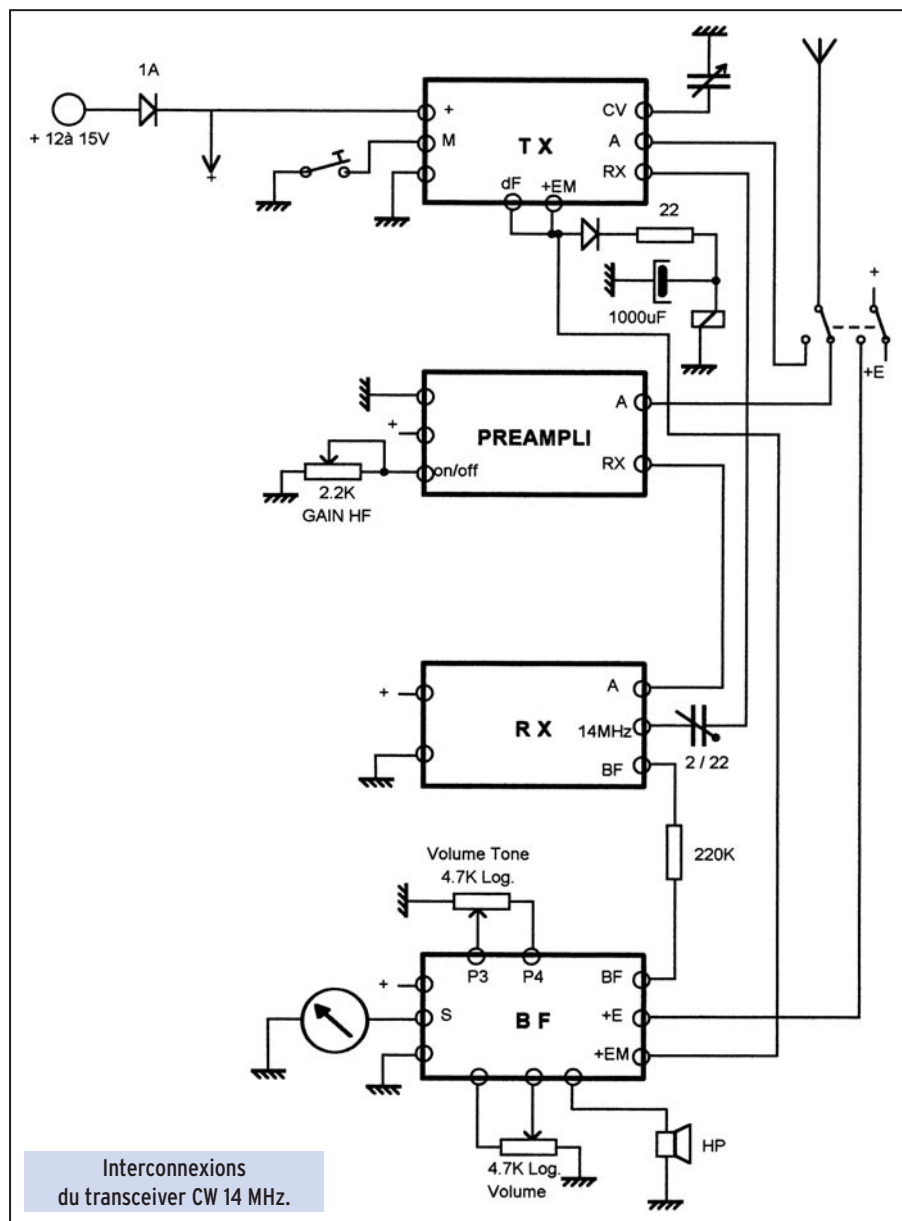 1A
+ 12à 15V
+
+
M
T X
CV
A
RX
dF
+EM
22
1000uF
+
+E
A
+
PREAMPLI
RX
on/off
2.2K
GAIN HF
+
A
R X
14MHz
2 / 22
BF
220K
Volume Tone
4.7K Log.
P3
P4
+
BF
S
B F
+E
+EM
4.7K Log.
Volume
HP
Interconnexions
du transceiver CW 14 MHz.